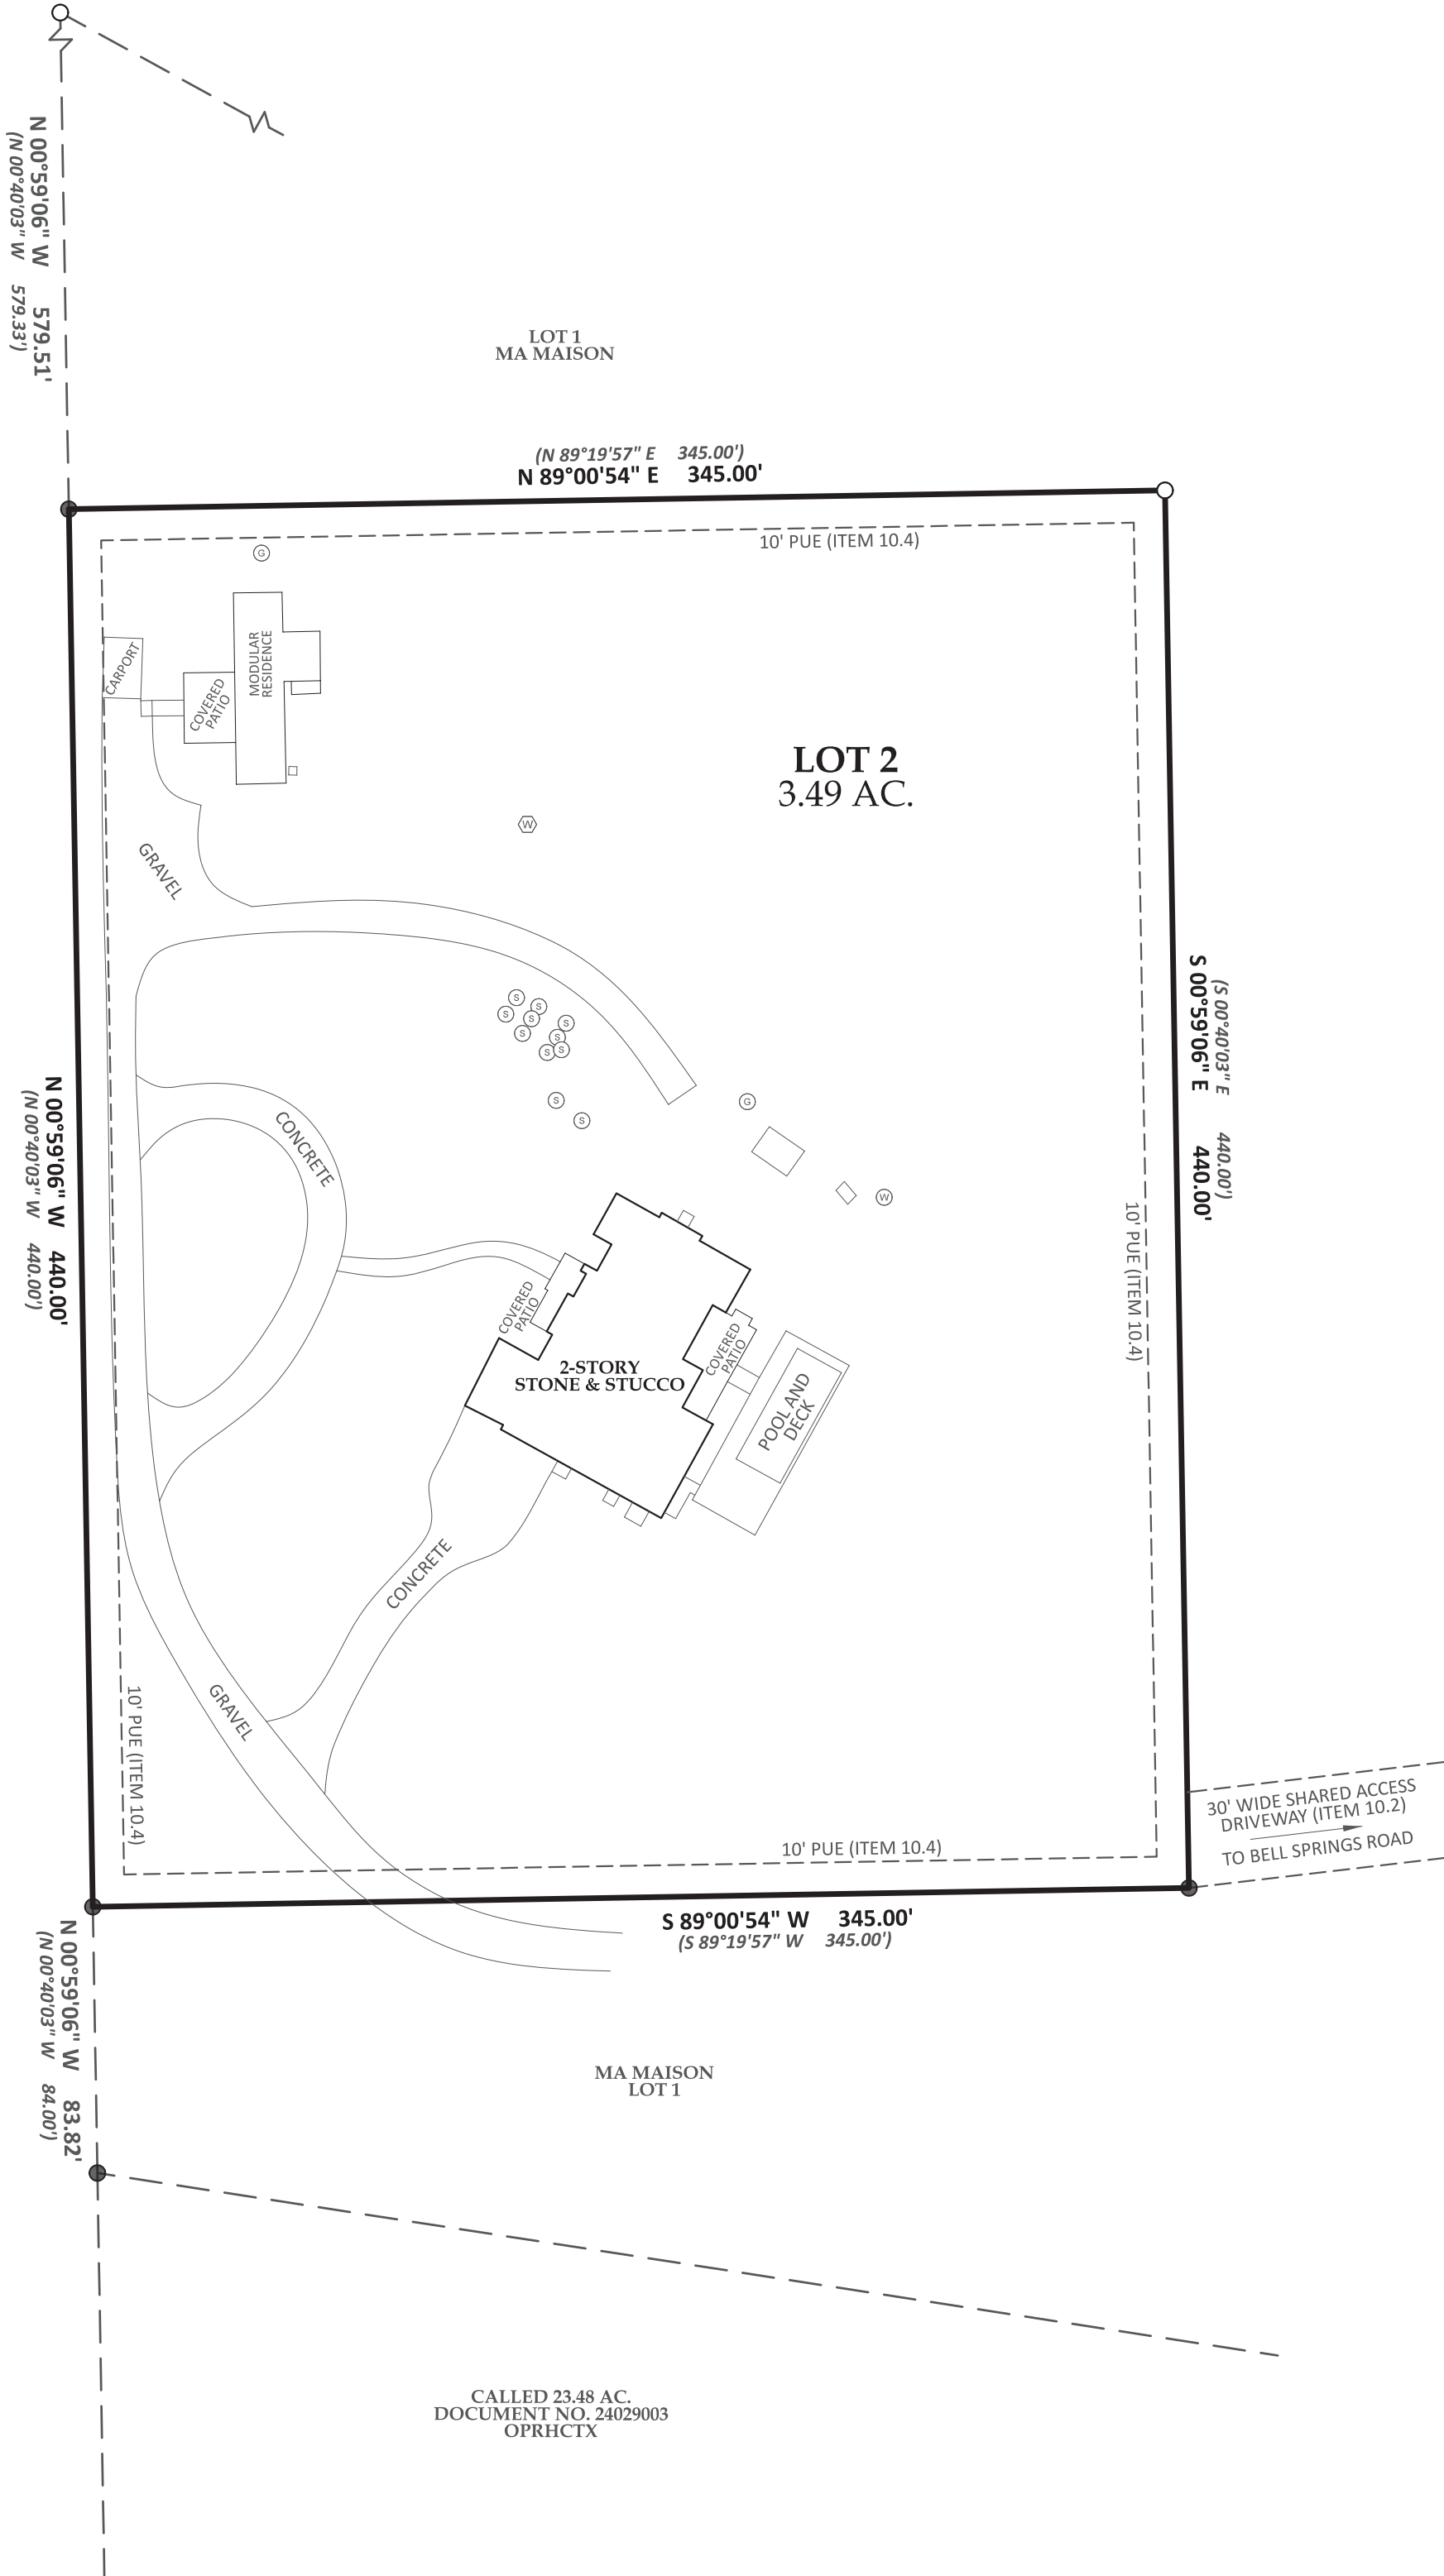 N 00°59'06" W 579.51'
(N 00°40'03" W 579.33')
LOT 1
MA MAISON
(N 89°19'57" E 345.00')
N 89°00'54" E 345.00'
10' PUE (ITEM 10.4)
G
CARPORT
MODULAR
RESIDENCE
COVERED
PATIO
LOT 2
3.49 AC.
W
GRAVEL
S
S
S
S
S
S
S
S
S
S
S
G
W
(S 00°40'03" E 440.00')
S 00°59'06" E 440.00'
N 00°59'06" W 440.00'
(N 00°40'03" W 440.00')
CONCRETE
10' PUE (ITEM 10.4)
COVERED
PATIO
COVERED
PATIO
2-STORY
STONE & STUCCO
POOL AND
DECK
CONCRETE
GRAVEL
10' PUE (ITEM 10.4)
30' WIDE SHARED ACCESS
DRIVEWAY (ITEM 10.2)
TO BELL SPRINGS ROAD
10' PUE (ITEM 10.4)
S 89°00'54" W 345.00'
(S 89°19'57" W 345.00')
N 00°59'06" W 83.82'
(N 00°40'03" W 84.00')
MA MAISON
LOT 1
CALLED 23.48 AC.
DOCUMENT NO. 24029003
OPRHCTX